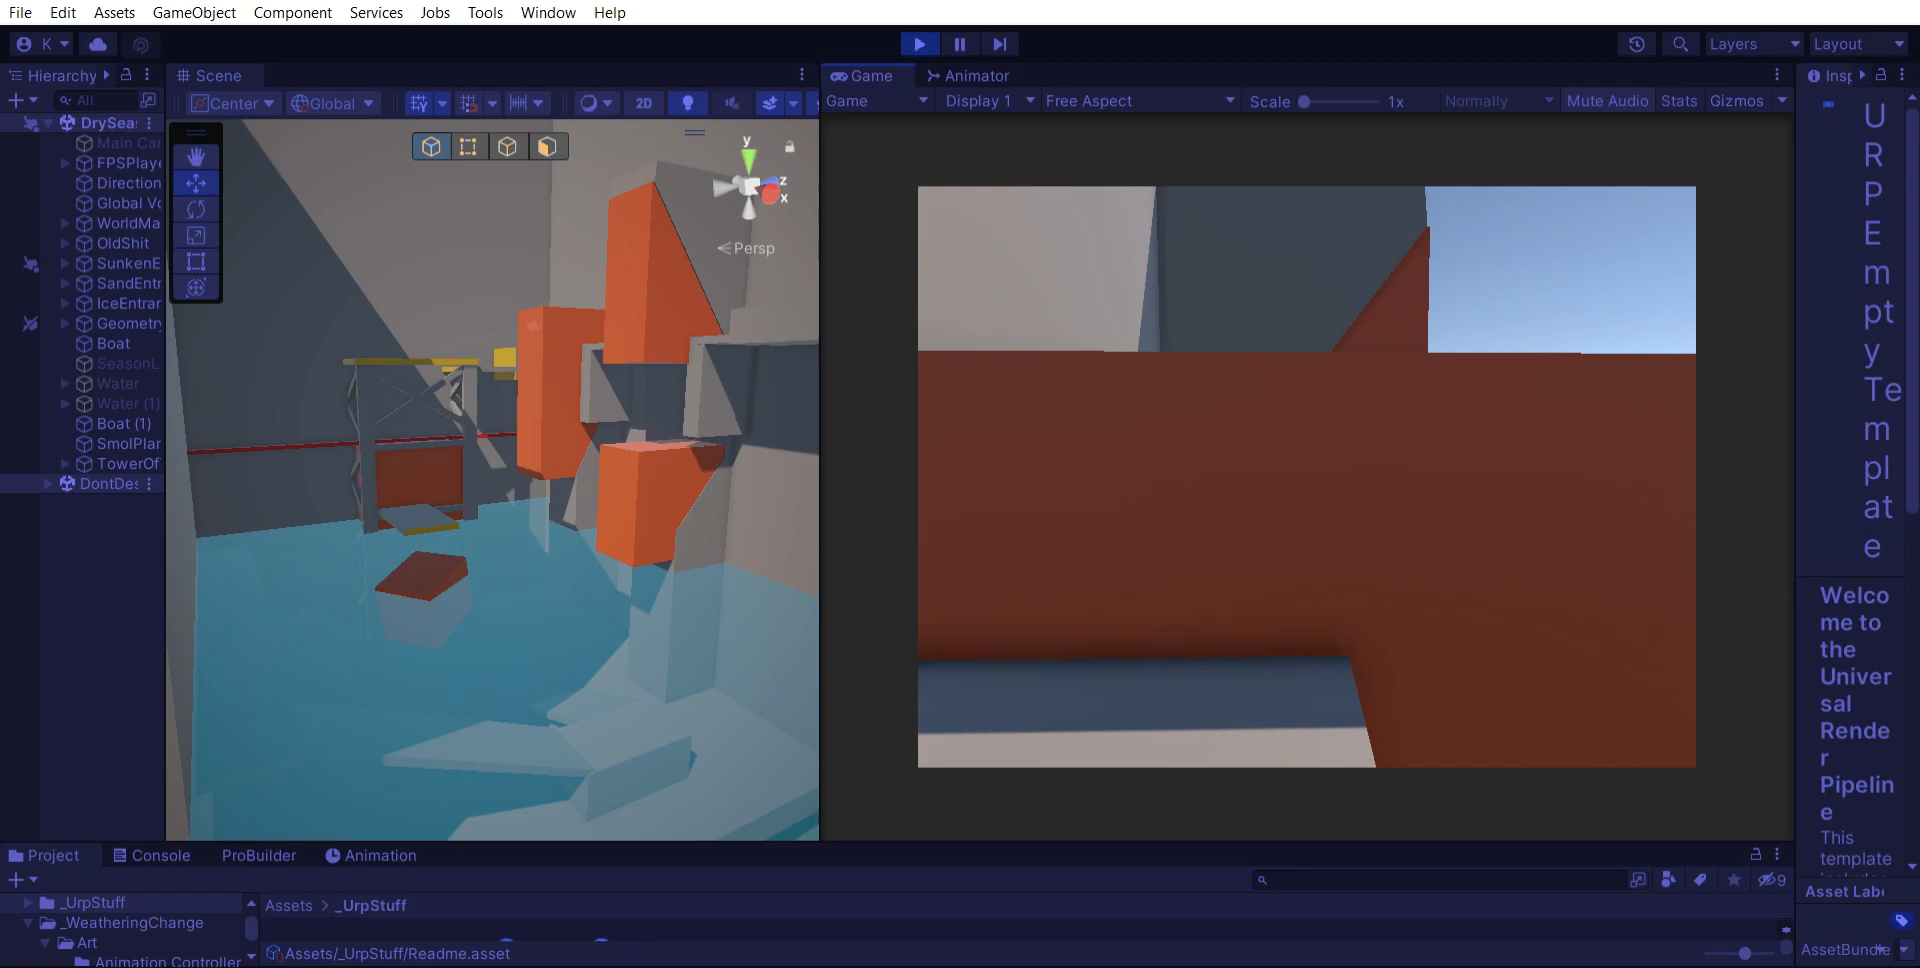 File Edit Assets GameObject Component Services Jobs Tools Window Help
K Layers Layout
Hierarchy Scene Game Animator Insp
All Center Global 2D Game Display 1 Free Aspect Scale 1x Normally Mute Audio Stats Gizmos
DrySea
Main Ca
FPSPlaye
Direction
Global Vo
WorldMa
OldShit
SunkenE
SandEntr
IceEntrar
Geometry
Boat
SeasonL
Water
Water (1)
Boat (1)
SmolPlar
TowerOf
DontDes
y
z
x
Persp
U
R
P
E
m
pt
y
Te
m
pl
at
e
Welco
me to
the
Univer
sal
Rende
r
Pipelin
e
This
template
Asset Labe
AssetBundle
Project Console ProBuilder Animation
9
_UrpStuff
_WeatheringChange
Art
Animation Controller
Assets > _UrpStuff
Assets/_UrpStuff/Readme.asset